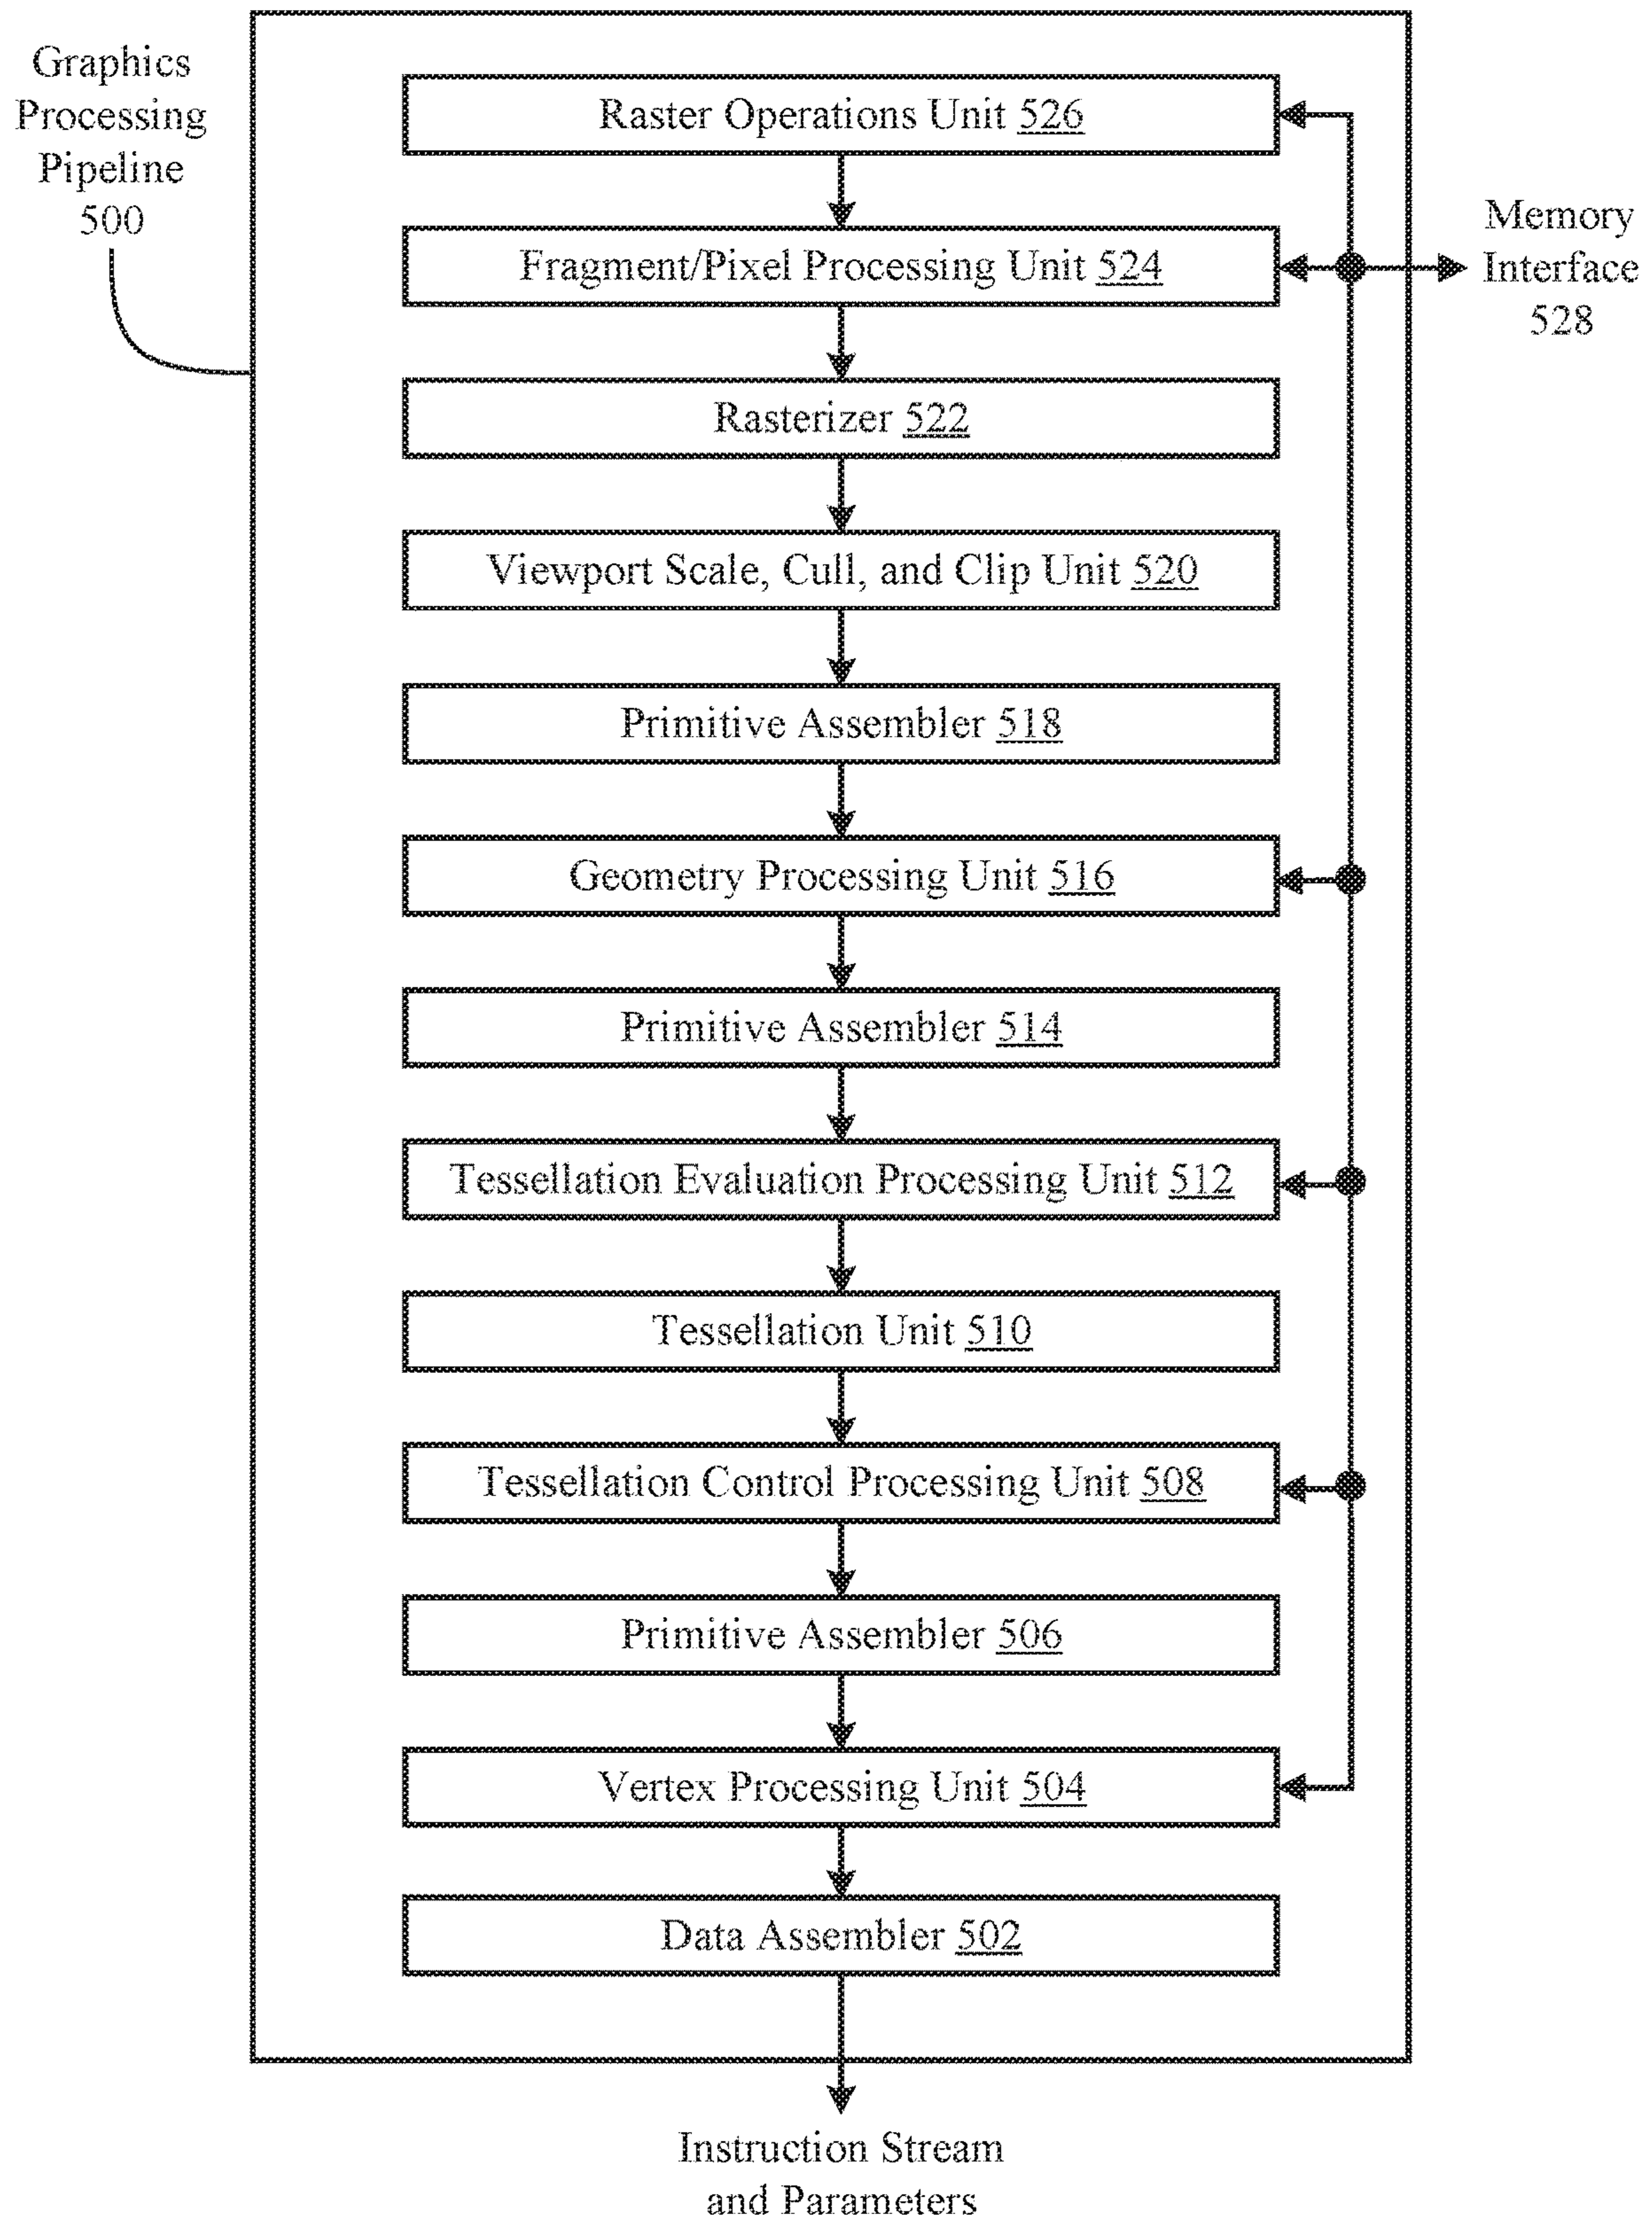 Graphics
Processing
Pipeline
500
Raster Operations Unit 526
Fragment/Pixel Processing Unit 524
Memory
Interface
528
Rasterizer 522
Viewport Scale, Cull, and Clip Unit 520
Primitive Assembler 518
Geometry Processing Unit 516
Primitive Assembler 514
Tessellation Evaluation Processing Unit 512
Tessellation Unit 510
Tessellation Control Processing Unit 508
Primitive Assembler 506
Vertex Processing Unit 504
Data Assembler 502
Instruction Stream
and Parameters